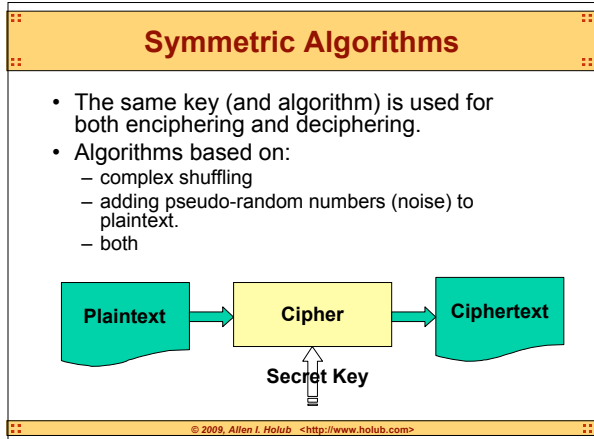 Symmetric Algorithms
• The same key (and algorithm) is used for
both enciphering and deciphering.
• Algorithms based on:
– complex shuffling
– adding pseudo-random numbers (noise) to
plaintext.
– both
Plaintext
Cipher
Ciphertext
Secret Key
© 2009, Allen I. Holub <http://www.holub.com>